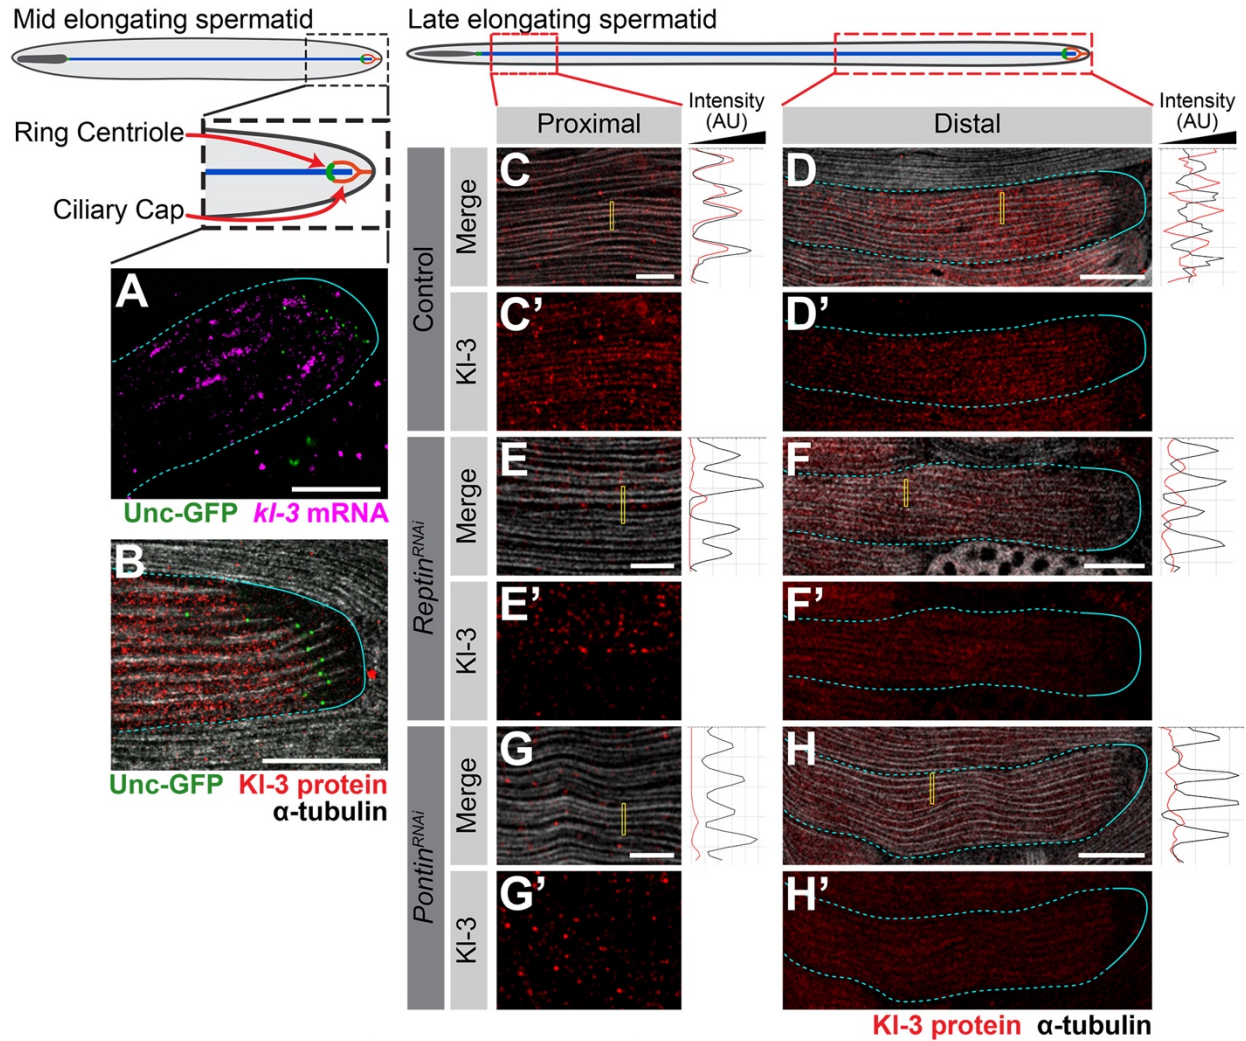 Mid elongating spermatid
Late elongating spermatid
Ring Centriole
Ciliary Cap
Proximal
Intensity
(AU)
Distal
Intensity
(AU)
A
Unc-GFP kl-3 mRNA
B
Unc-GFP Kl-3 protein
α-tubulin
Control
Merge
C
D
Kl-3
C’
D’
Reptin^RNAi
Merge
E
F
Kl-3
E’
F’
Pontin^RNAi
Merge
G
H
Kl-3
G’
H’
Kl-3 protein α-tubulin